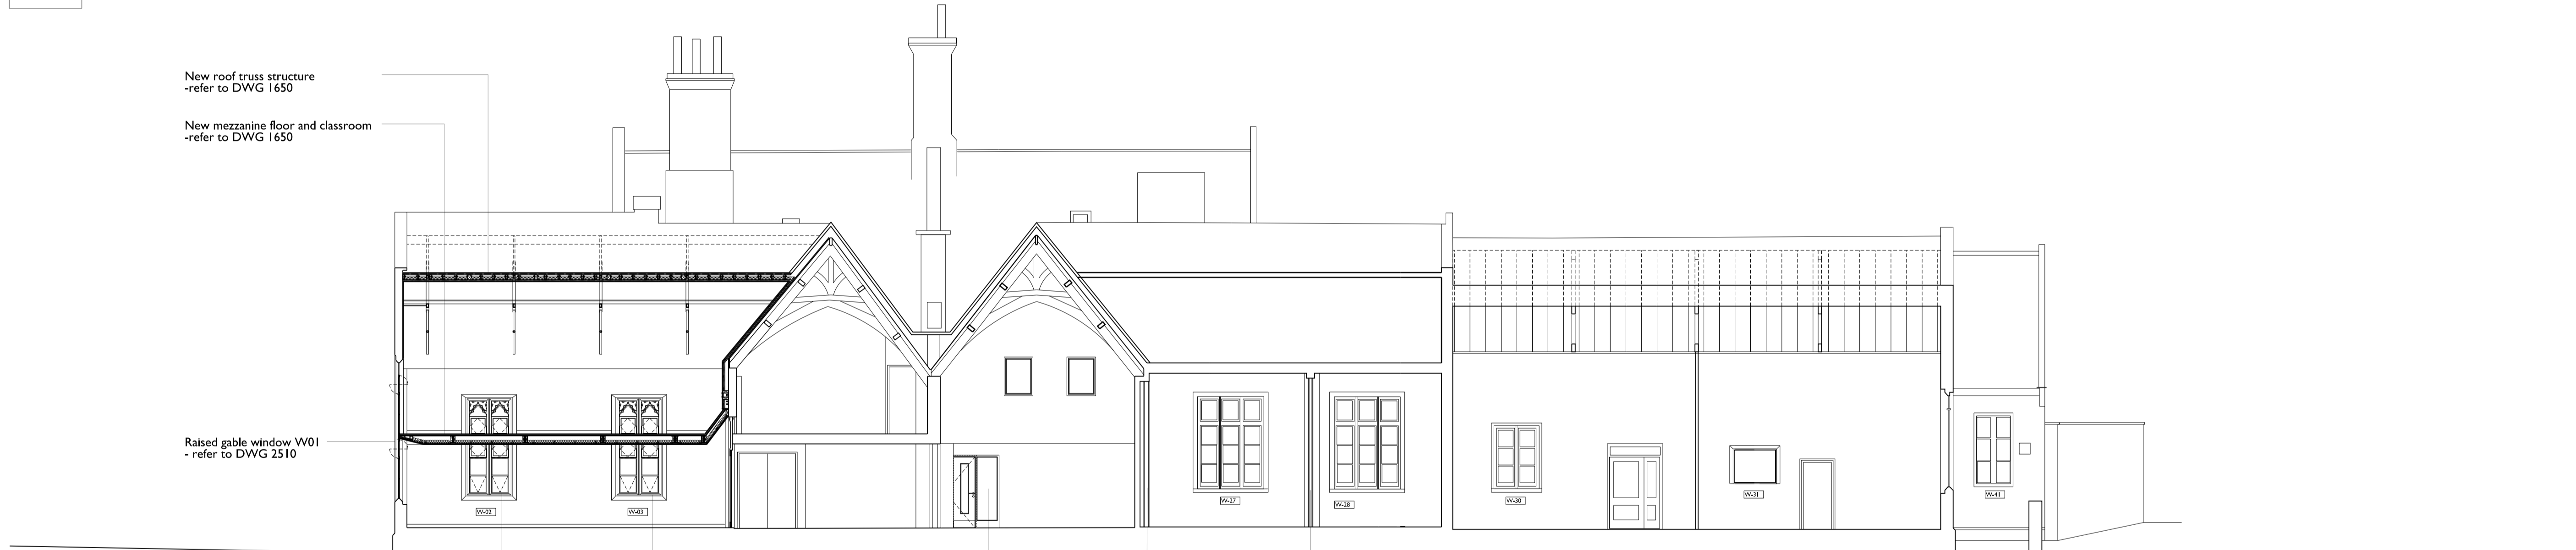 New roof truss structure
-refer to DWG 1650
New mezzanine floor and classroom
-refer to DWG 1650
Raised gable window W01
- refer to DWG 2510
W-02
W-03
W-27
W-28
W-30
W-31
W-41